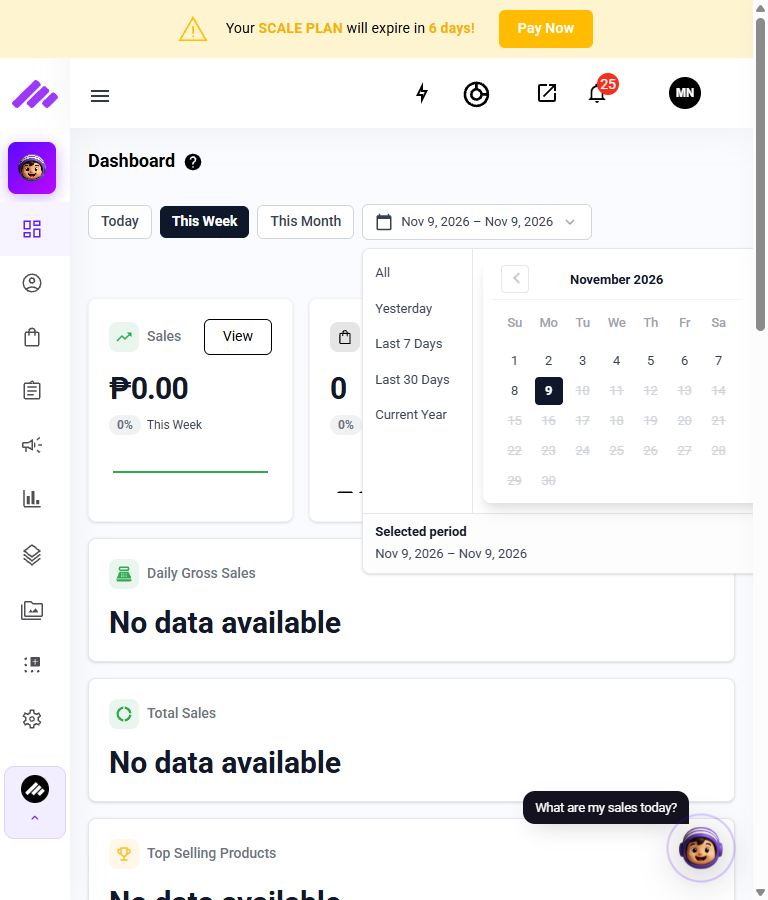 Your SCALE PLAN will expire in 6 days!
Pay Now
25
MN
Dashboard
Today
This Week
This Month
Nov 9, 2026 – Nov 9, 2026
All
Yesterday
Last 7 Days
Last 30 Days
Current Year
November 2026
Su Mo Tu We Th Fr Sa
1 2 3 4 5 6 7
8 9 10 11 12 13 14
15 16 17 18 19 20 21
22 23 24 25 26 27 28
29 30
Selected period
Nov 9, 2026 – Nov 9, 2026
Sales
View
₱0.00
0% This Week
0
0%
Daily Gross Sales
No data available
Total Sales
No data available
What are my sales today?
Top Selling Products
No data available